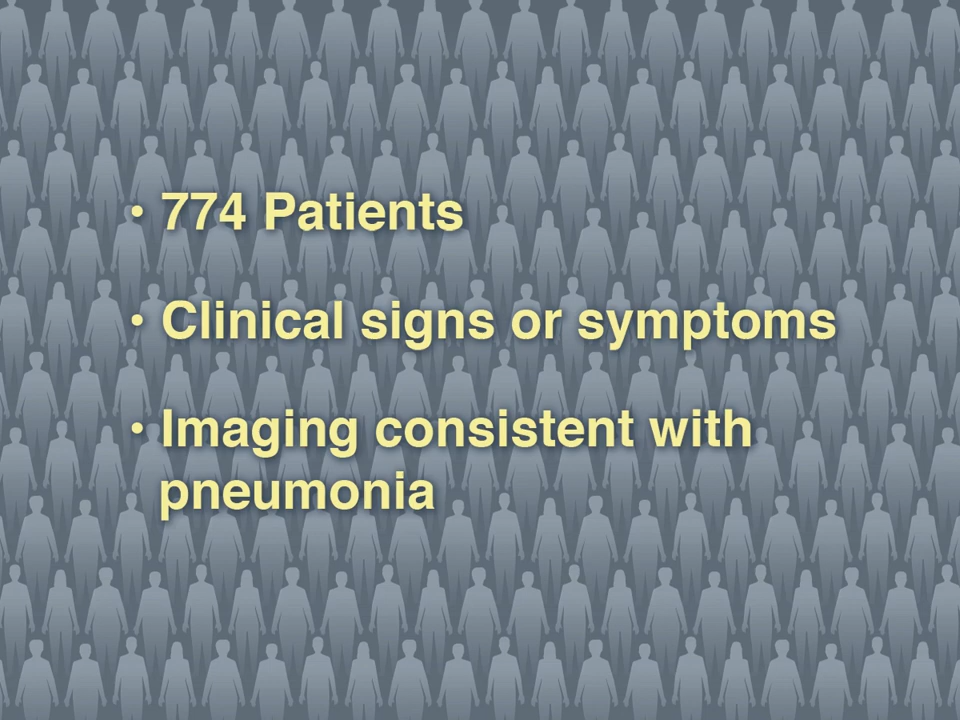 • 774 Patients
• Clinical signs or symptoms
• Imaging consistent with
pneumonia